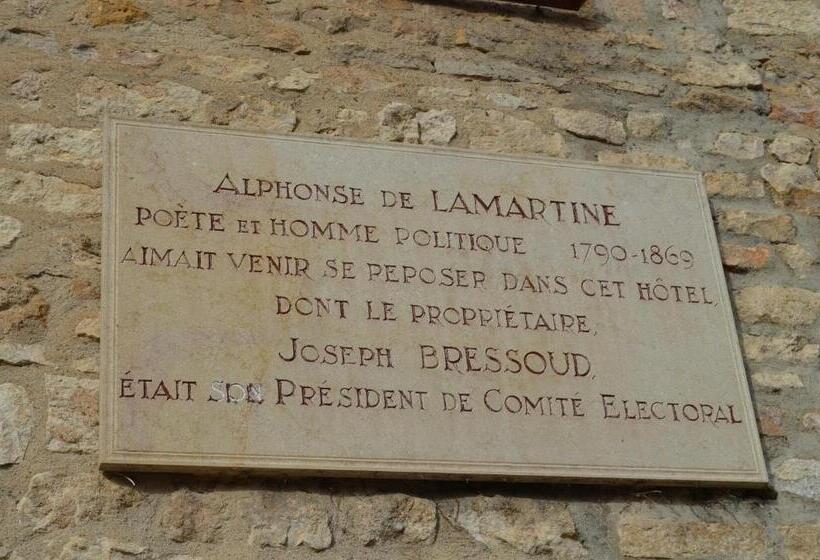 ALPHONSE DE LAMARTINE
POÈTE ET HOMME POLITIQUE 1790-1869
AIMAIT VENIR SE REPOSER DANS CET HÔTEL,
DONT LE PROPRIÉTAIRE,
JOSEPH BRESSOUD,
ÉTAIT SON PRÉSIDENT DE COMITÉ ELECTORAL